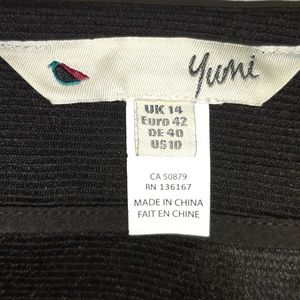 yumi
UK 14
Euro 42
DE 40
US 10
CA 50879
RN 136167
MADE IN CHINA
FAIT EN CHINE